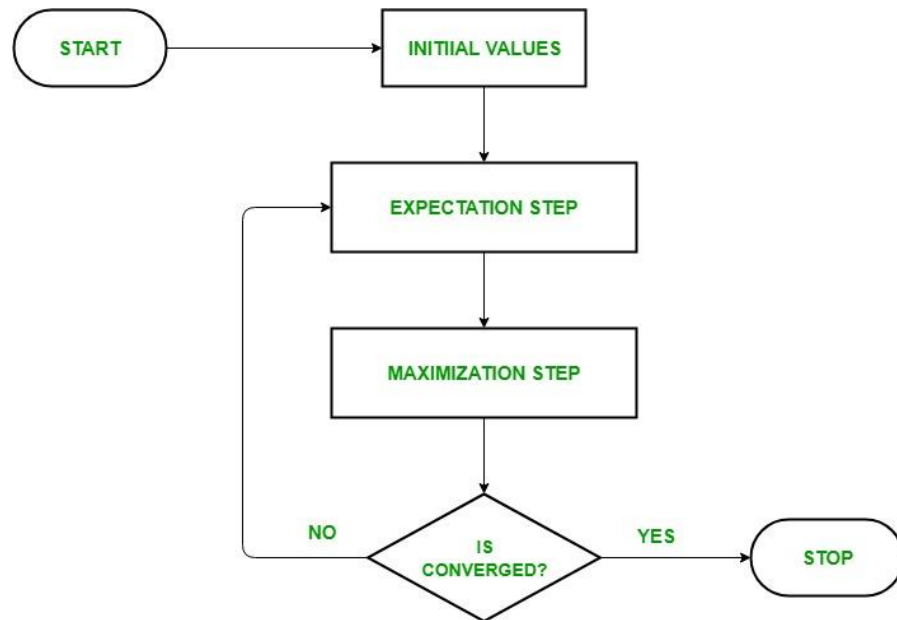 START
INITIIAL VALUES
EXPECTATION STEP
MAXIMIZATION STEP
NO
IS
CONVERGED?
YES
STOP